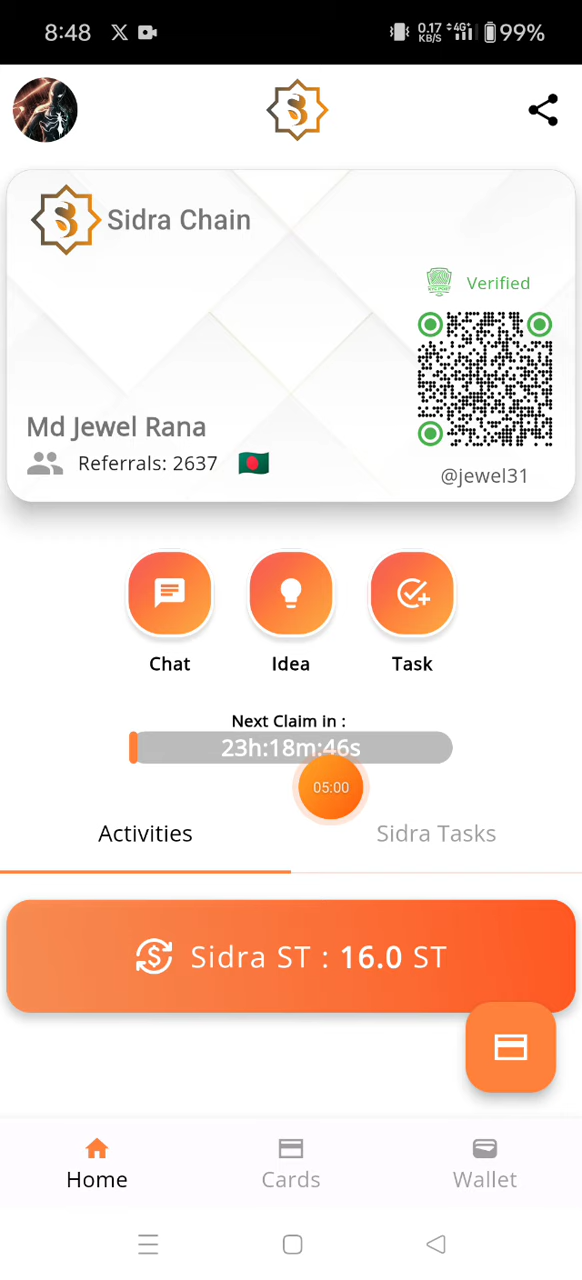 8:48
0.17
KB/S
4G
99%
Sidra Chain
Verified
Md Jewel Rana
Referrals: 2637
@jewel31
Chat
Idea
Task
Next Claim in :
23h:18m:46s
05:00
Activities
Sidra Tasks
Sidra ST : 16.0 ST
Home
Cards
Wallet